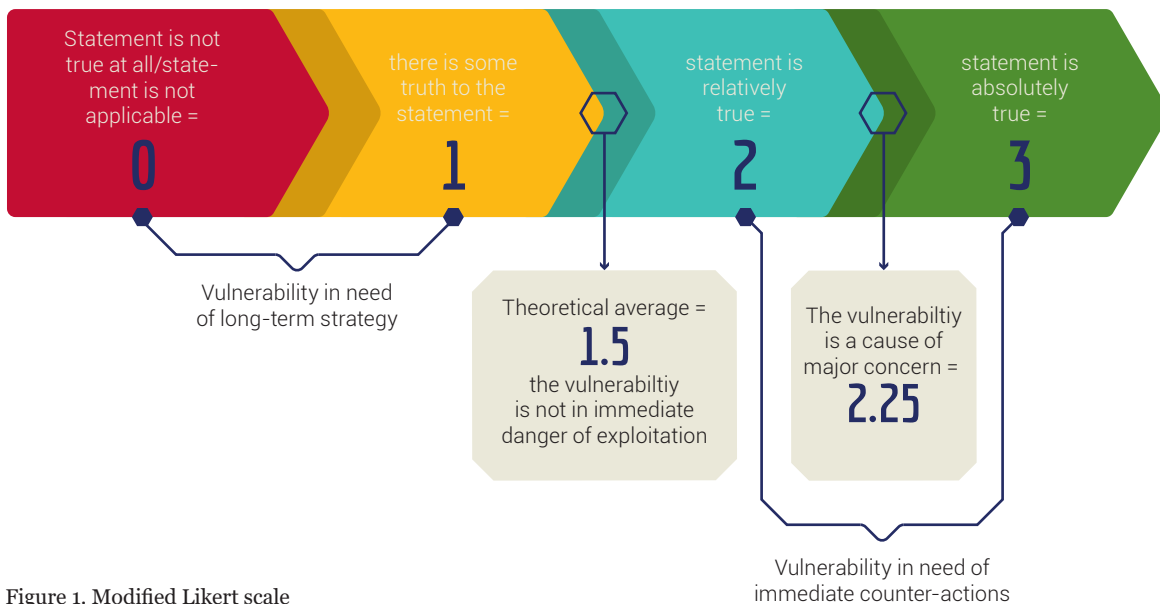 Statement is not
true at all/state-
ment is not
applicable =
0
there is some
truth to the
statement =
1
statement is
relatively
true =
2
statement is
absolutely
true =
3
Vulnerability in need
of long-term strategy
Theoretical average =
1.5
the vulnerabiltiy
is not in immediate
danger of exploitation
The vulnerabiltiy
is a cause of
major concern =
2.25
Vulnerability in need of
immediate counter-actions
Figure 1. Modified Likert scale